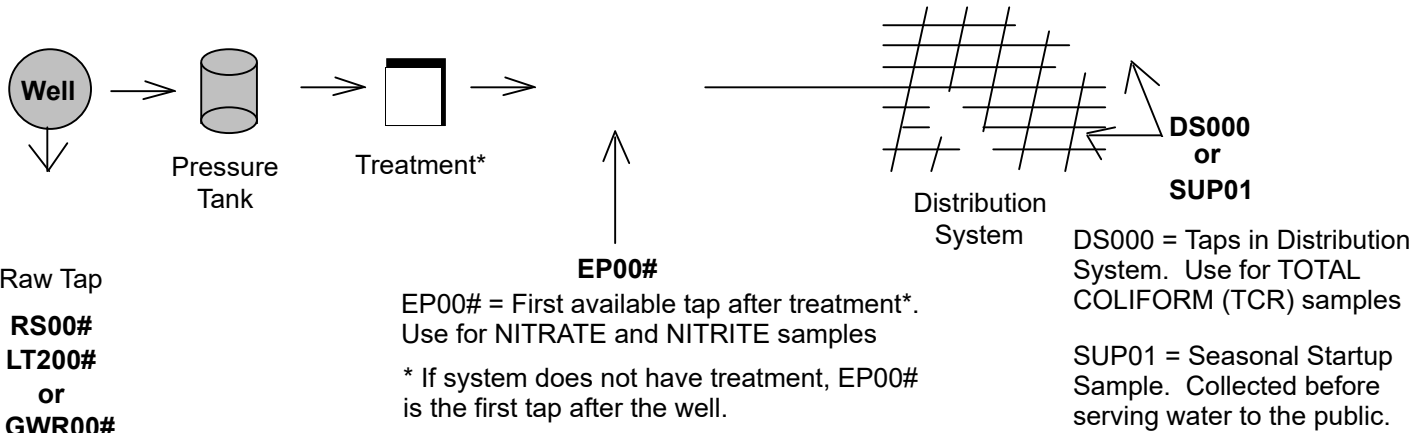 Well
Pressure
Tank
Treatment*
Distribution
System
DS000
or
SUP01
Raw Tap
RS00#
LT200#
or
GWR00#
EP00#
EP00# = First available tap after treatment*.
Use for NITRATE and NITRITE samples
* If system does not have treatment, EP00#
is the first tap after the well.
DS000 = Taps in Distribution
System. Use for TOTAL
COLIFORM (TCR) samples
SUP01 = Seasonal Startup
Sample. Collected before
serving water to the public.